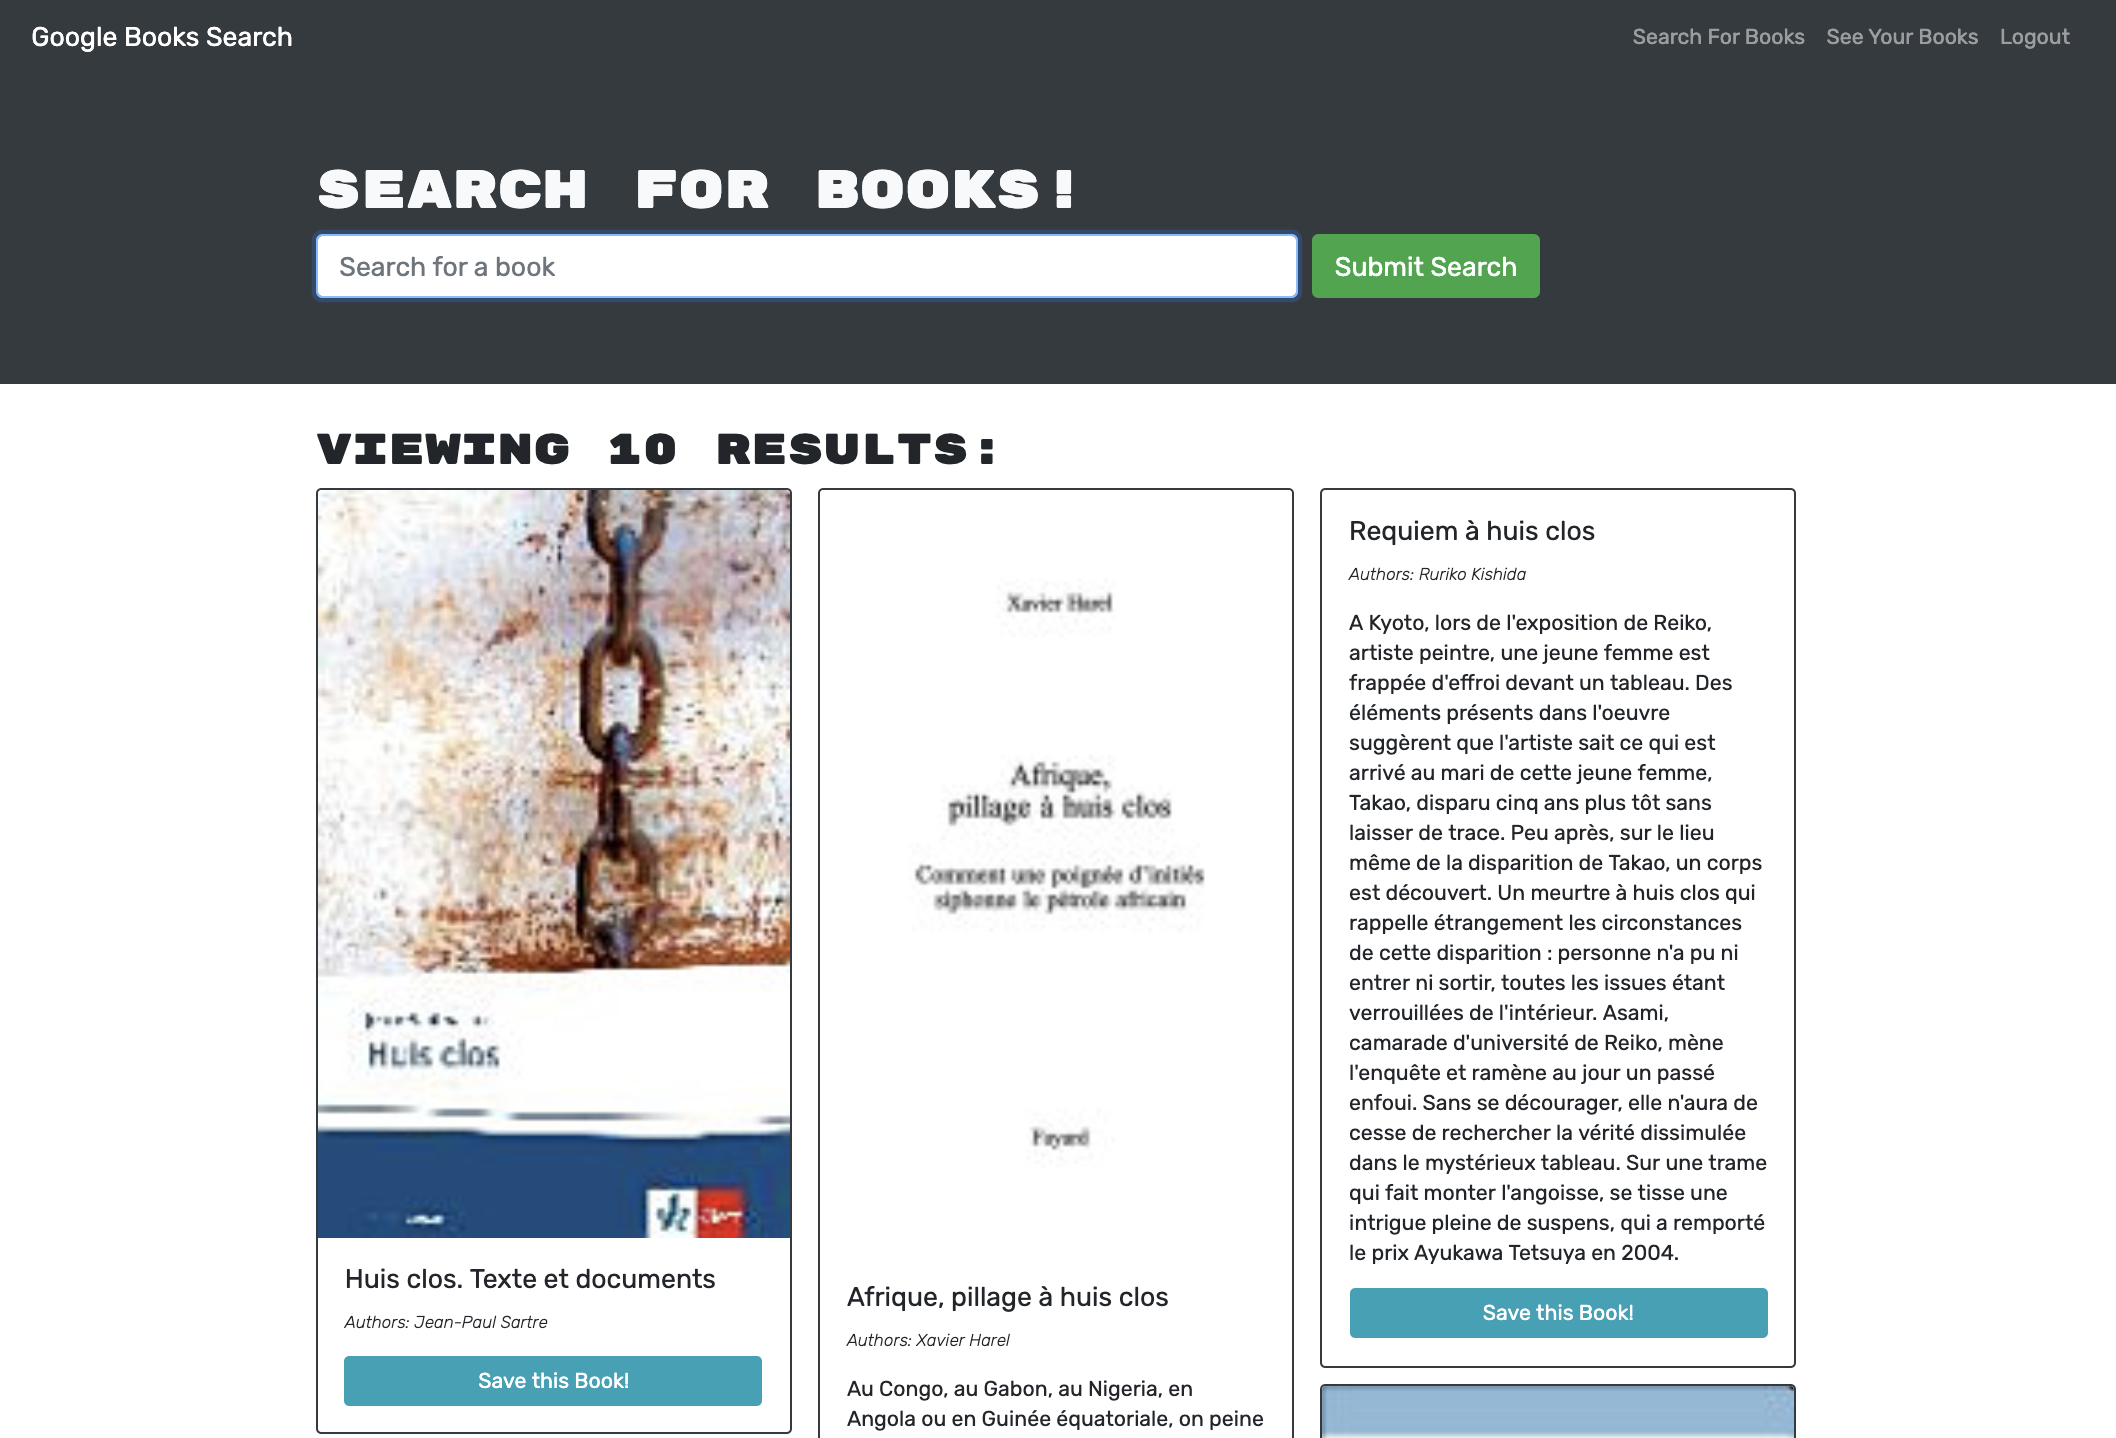 Google Books Search
Search For Books
See Your Books
Logout
SEARCH FOR BOOKS!
Search for a book
Submit Search
VIEWING 10 RESULTS:
Huis clos
Huis clos. Texte et documents
Authors: Jean-Paul Sartre
Save this Book!
Xavier Harel
Afrique,
pillage à huis clos
Comment une poignée d'initiés
siphonne le pétrole africain
Fayard
Afrique, pillage à huis clos
Authors: Xavier Harel
Au Congo, au Gabon, au Nigeria, en
Angola ou en Guinée équatoriale, on peine
Requiem à huis clos
Authors: Ruriko Kishida
A Kyoto, lors de l'exposition de Reiko,
artiste peintre, une jeune femme est
frappée d'effroi devant un tableau. Des
éléments présents dans l'oeuvre
suggèrent que l'artiste sait ce qui est
arrivé au mari de cette jeune femme,
Takao, disparu cinq ans plus tôt sans
laisser de trace. Peu après, sur le lieu
même de la disparition de Takao, un corps
est découvert. Un meurtre à huis clos qui
rappelle étrangement les circonstances
de cette disparition : personne n'a pu ni
entrer ni sortir, toutes les issues étant
verrouillées de l'intérieur. Asami,
camarade d'université de Reiko, mène
l'enquête et ramène au jour un passé
enfoui. Sans se décourager, elle n'aura de
cesse de rechercher la vérité dissimulée
dans le mystérieux tableau. Sur une trame
qui fait monter l'angoisse, se tisse une
intrigue pleine de suspens, qui a remporté
le prix Ayukawa Tetsuya en 2004.
Save this Book!